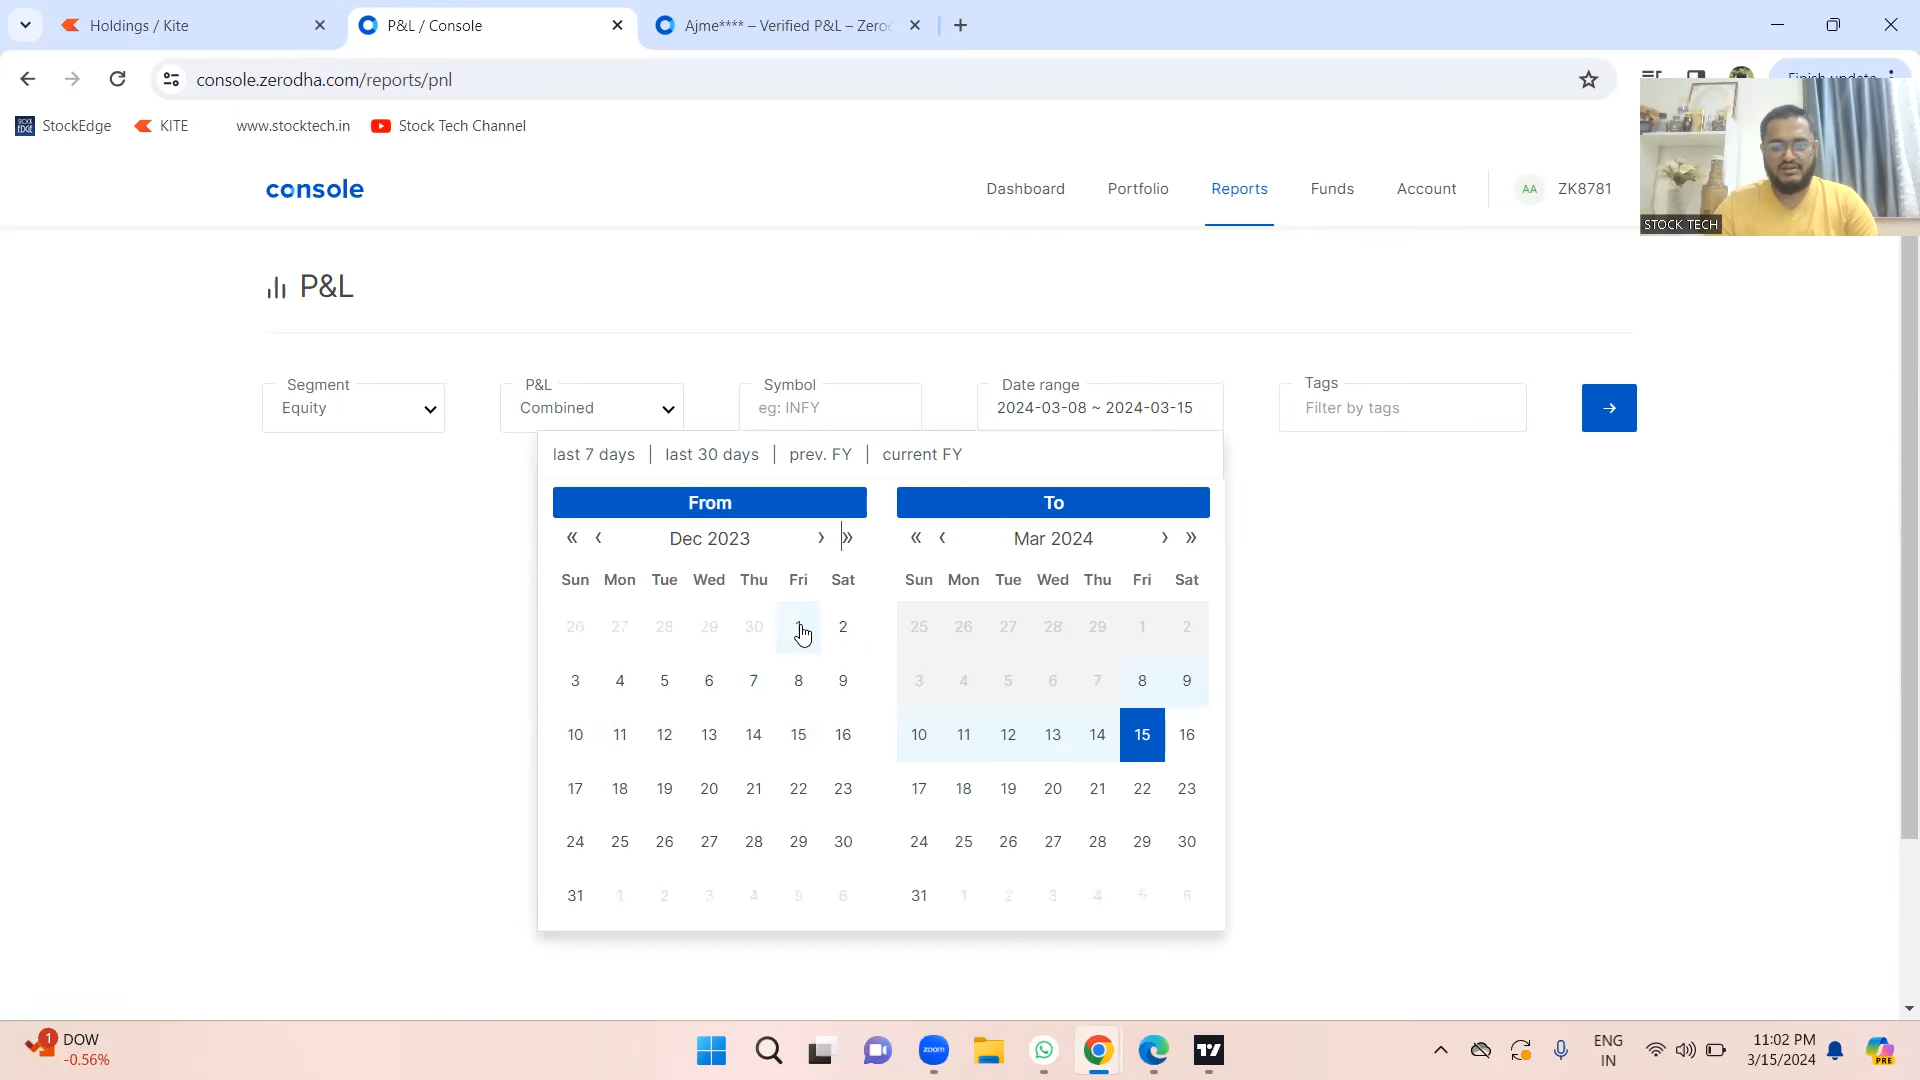 Holdings / Kite
P&L / Console
Ajme**** – Verified P&L – Zero
console.zerodha.com/reports/pnl
Finish update
StockEdge
KITE
www.stocktech.in
Stock Tech Channel
STOCK TECH
console
Dashboard
Portfolio
Reports
Funds
Account
AA
ZK8781
P&L
Segment
Equity
P&L
Combined
Symbol
eg: INFY
Date range
2024-03-08 ~ 2024-03-15
Tags
Filter by tags
last 7 days | last 30 days | prev. FY | current FY
From
To
« ‹ Dec 2023 › »
« ‹ Mar 2024 › »
Sun Mon Tue Wed Thu Fri Sat
Sun Mon Tue Wed Thu Fri Sat
26 27 28 29 30 1 2
25 26 27 28 29 1 2
3 4 5 6 7 8 9
3 4 5 6 7 8 9
10 11 12 13 14 15 16
10 11 12 13 14 15 16
17 18 19 20 21 22 23
17 18 19 20 21 22 23
24 25 26 27 28 29 30
24 25 26 27 28 29 30
31 1 2 3 4 5 6
31 1 2 3 4 5 6
1
DOW
-0.56%
zoom
PRE
ENG
IN
11:02 PM
3/15/2024